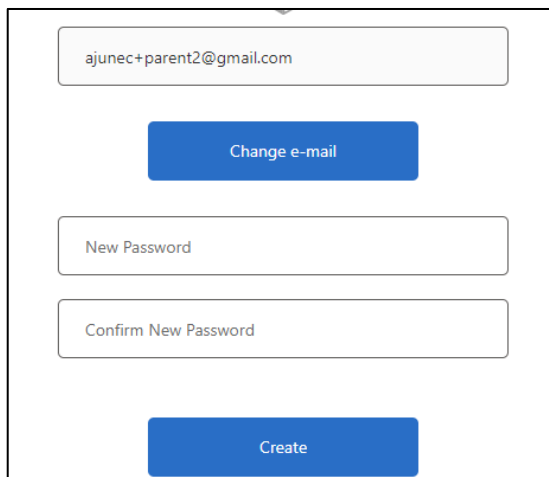 ajunec+parent2@gmail.com
Change e-mail
New Password
Confirm New Password
Create